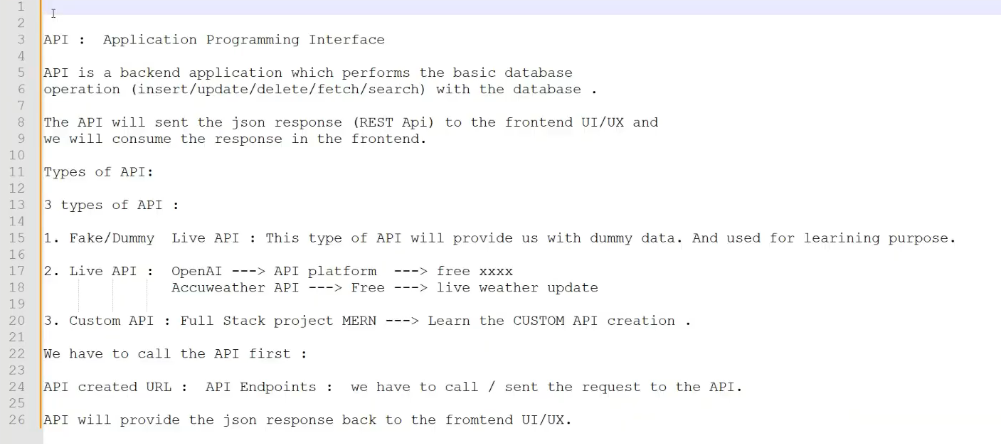 1
2
3 API :  Application Programming Interface
4
5 API is a backend application which performs the basic database
6 operation (insert/update/delete/fetch/search) with the database .
7
8 The API will sent the json response (REST Api) to the frontend UI/UX and
9 we will consume the response in the frontend.
10
11 Types of API:
12
13 3 types of API :
14
15 1. Fake/Dummy  Live API : This type of API will provide us with dummy data. And used for learining purpose.
16
17 2. Live API :  OpenAI ---> API platform  ---> free xxxx
18 Accuweather API ---> Free ---> live weather update
19
20 3. Custom API : Full Stack project MERN ---> Learn the CUSTOM API creation .
21
22 We have to call the API first :
23
24 API created URL :  API Endpoints :  we have to call / sent the request to the API.
25
26 API will provide the json response back to the fromtend UI/UX.